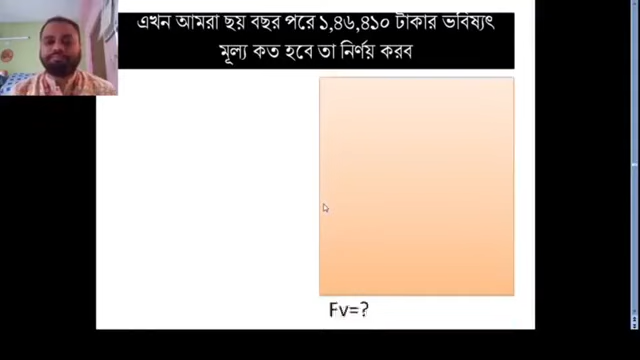 এখন আমরা ছয় বছর পরে ১,৪৬,৪১০ টাকার ভবিষ্যৎ
মূল্য কত হবে তা নির্ণয় করব
Fv=?